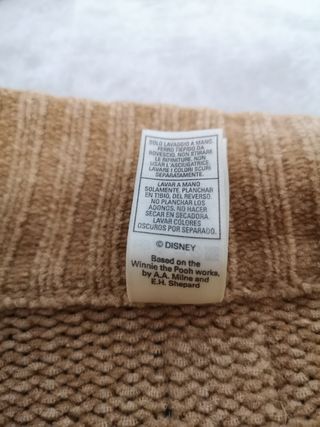 SOLO LAVAGGIO A MANO.
FERRO TIEPIDO DA
ROVESCIO. NON STIRARE
LE RIFINITURE. NON
USAR L'ASCIUGATRICE.
LAVARE I COLORI SCURI
SEPARATAMENTE.
LAVAR A MANO
SOLAMENTE. PLANCHAR
EN TIBIO, DEL REVERSO.
NO PLANCHAR LOS
ADONOS. NO HACER
SECAR EN SECADORA.
LAVAR COLORES
OSCUROS POR SEPARADO.
© DISNEY
Based on the
Winnie the Pooh works,
by A.A. Milne and
E.H. Shepard